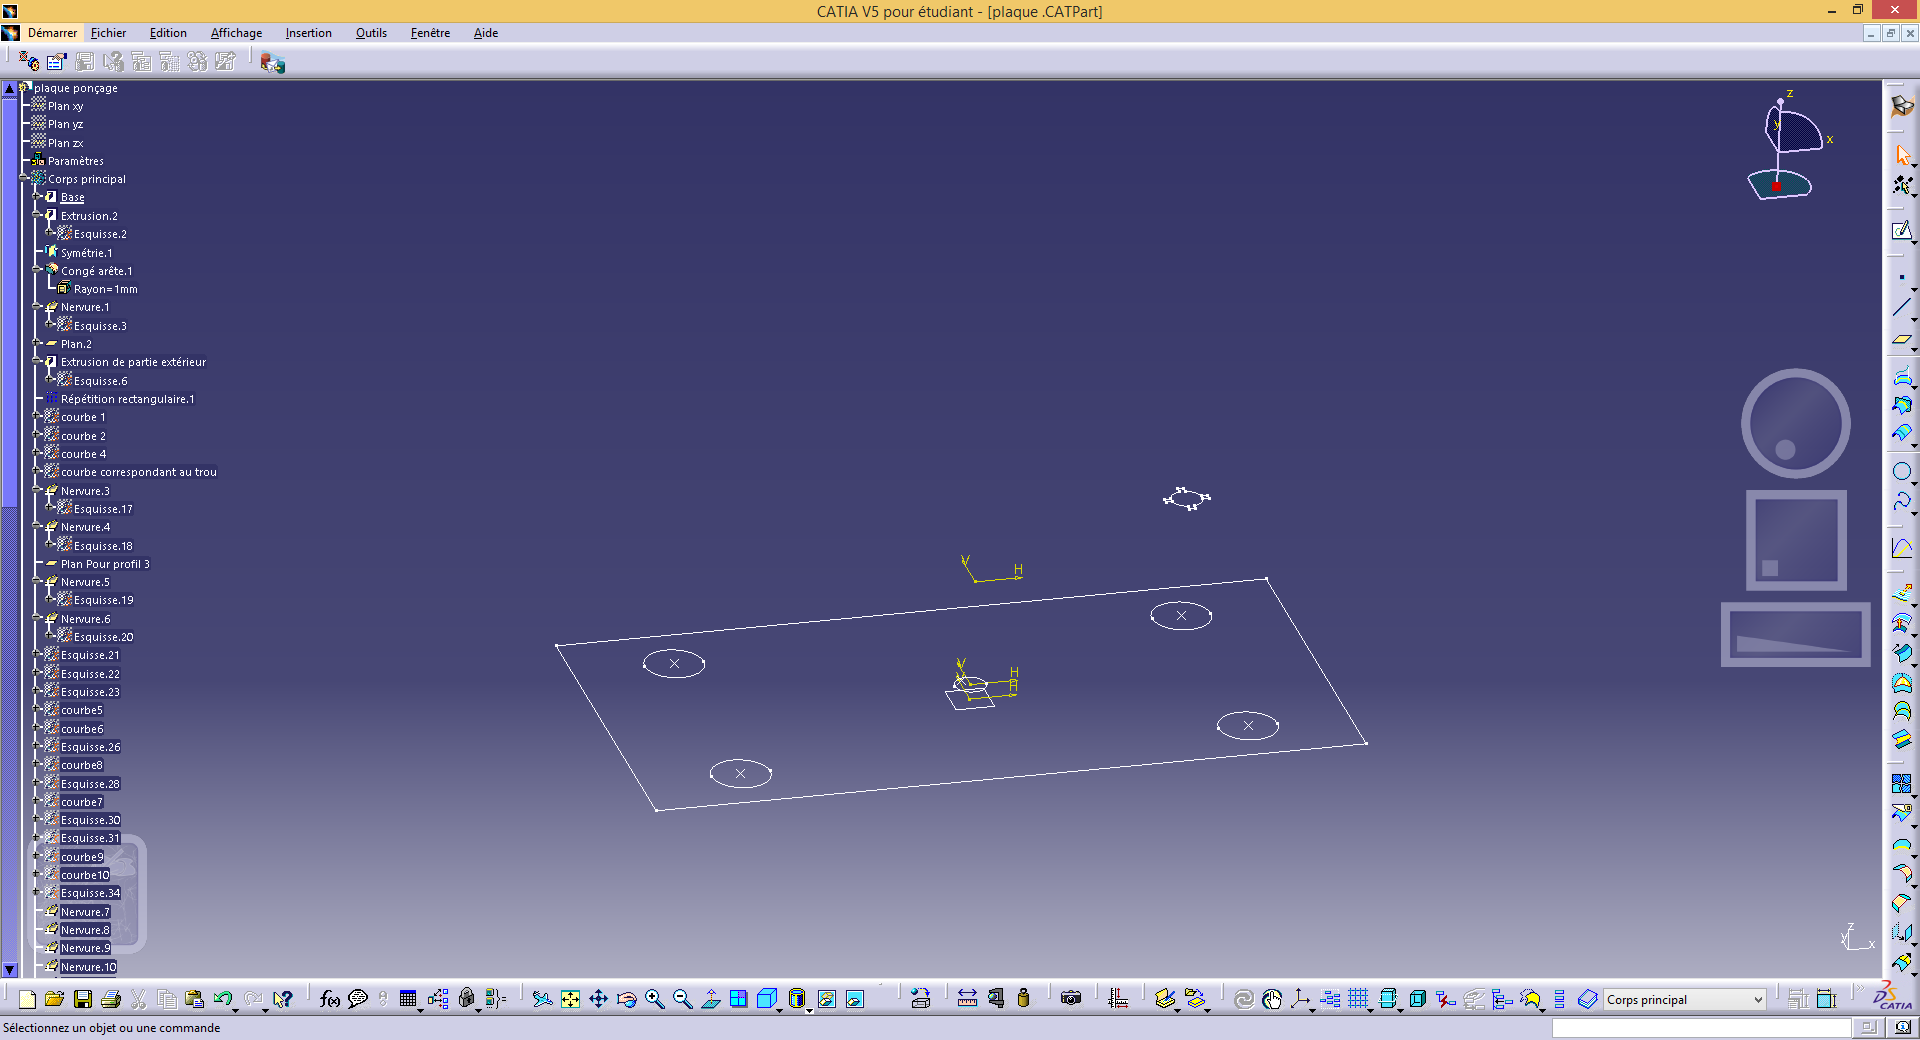 CATIA V5 pour étudiant - [plaque .CATPart]
Démarrer Fichier Edition Affichage Insertion Outils Fenêtre Aide
plaque ponçage
Plan xy
Plan yz
Plan zx
Paramètres
Corps principal
Base
Extrusion.2
Esquisse.2
Symétrie.1
Congé arête.1
Rayon=1mm
Nervure.1
Esquisse.3
Plan.2
Extrusion de partie extérieur
Esquisse.6
Répétition rectangulaire.1
courbe 1
courbe 2
courbe 4
courbe correspondant au trou
Nervure.3
Esquisse.17
Nervure.4
Esquisse.18
Plan Pour profil 3
Nervure.5
Esquisse.19
Nervure.6
Esquisse.20
Esquisse.21
Esquisse.22
Esquisse.23
courbe5
courbe6
Esquisse.26
courbe8
Esquisse.28
courbe7
Esquisse.30
Esquisse.31
courbe9
courbe10
Esquisse.34
Nervure.7
Nervure.8
Nervure.9
Nervure.10
z
y
x
V
H
V
H
H
z
y
x
f(x)
Corps principal
CATIA
Sélectionnez un objet ou une commande